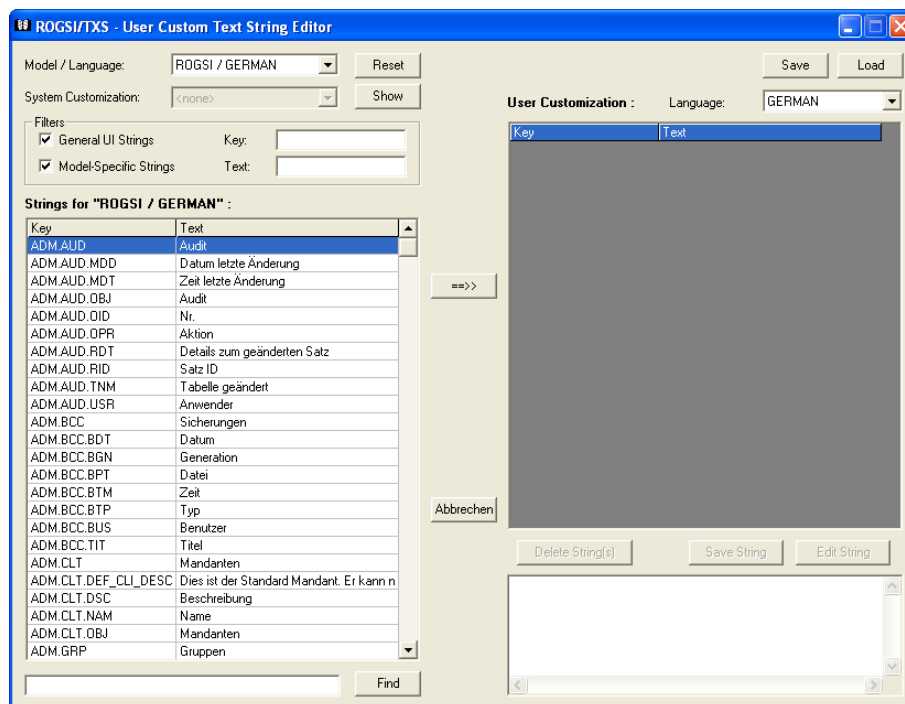 ROGSI/TXS - User Custom Text String Editor
Model / Language: ROGSI / GERMAN Reset Save Load
System Customization: <none> Show User Customization : Language: GERMAN
Filters
General UI Strings Key:
Model-Specific Strings Text:
Key Text
Strings for "ROGSI / GERMAN" :
Key Text
ADM.AUD Audit
ADM.AUD.MDD Datum letzte Änderung
ADM.AUD.MDT Zeit letzte Änderung
==>>
ADM.AUD.OBJ Audit
ADM.AUD.OID Nr.
ADM.AUD.OPR Aktion
ADM.AUD.RDT Details zum geänderten Satz
ADM.AUD.RID Satz ID
ADM.AUD.TNM Tabelle geändert
ADM.AUD.USR Anwender
ADM.BCC Sicherungen
ADM.BCC.BDT Datum
ADM.BCC.BGN Generation
ADM.BCC.BPT Datei
ADM.BCC.BTM Zeit
ADM.BCC.BTP Typ
Abbrechen
ADM.BCC.BUS Benutzer
ADM.BCC.TIT Titel
ADM.CLT Mandanten
ADM.CLT.DEF_CLI_DESC Dies ist der Standard Mandant. Er kann n
ADM.CLT.DSC Beschreibung
ADM.CLT.NAM Name
ADM.CLT.OBJ Mandanten
ADM.GRP Gruppen
Delete String(s) Save String Edit String
Find